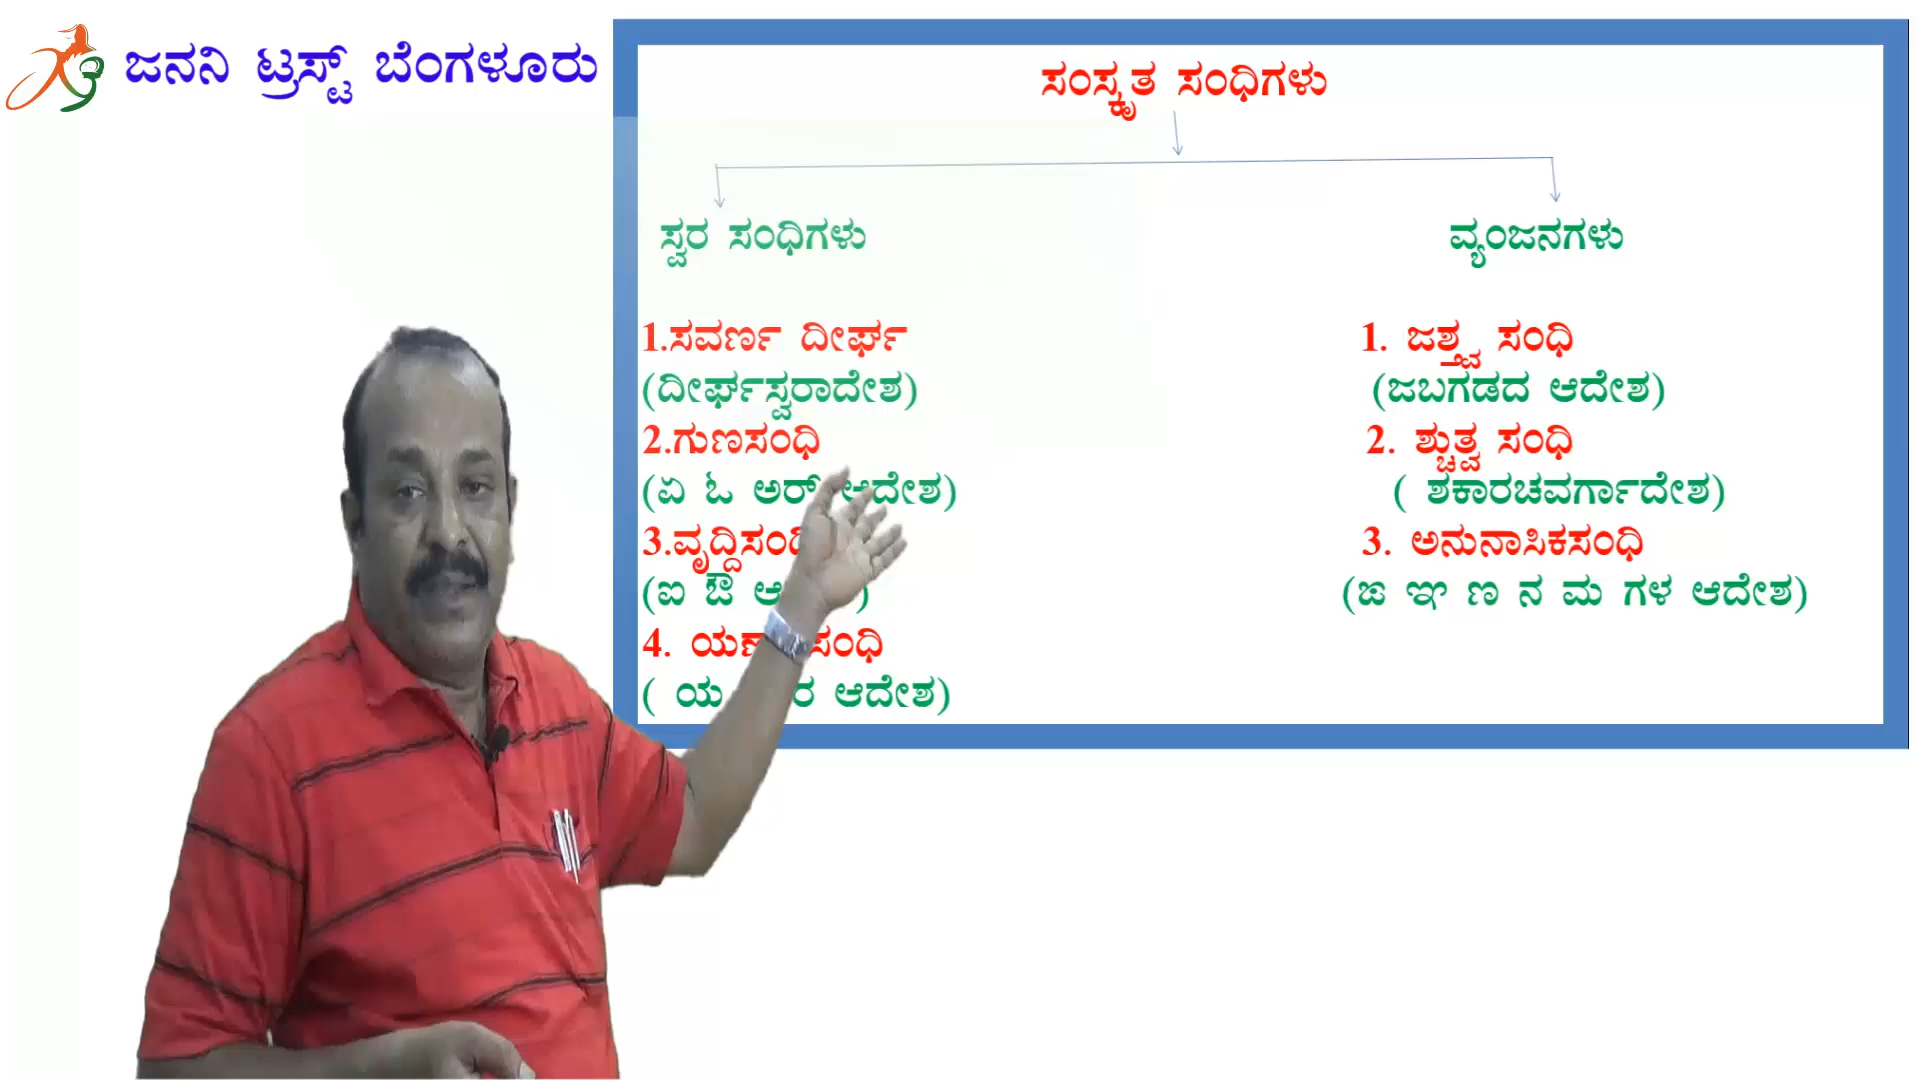 ಜನನಿ ಟ್ರಸ್ಟ್ ಬೆಂಗಳೂರು
ಸಂಸ್ಕೃತ ಸಂಧಿಗಳು
ಸ್ವರ ಸಂಧಿಗಳು
1.ಸವರ್ಣ ದೀರ್ಘ
(ದೀರ್ಘಸ್ವರಾದೇಶ)
2.ಗುಣಸಂಧಿ
(ಏ ಓ ಅರ್ ಆದೇಶ)
3.
(ಐ ಔ
4. ಸಂಧಿ
( ಯ ರ ಆದೇಶ)
ವ್ಯಂಜನಗಳು
1. ಜಶ್ತ್ವ ಸಂಧಿ
(ಜಬಗಡದ ಆದೇಶ)
2. ಶ್ಚುತ್ವ ಸಂಧಿ
( ಶಕಾರಚವರ್ಗಾದೇಶ)
3. ಅನುನಾಸಿಕಸಂಧಿ
(ಙ ಞ ಣ ನ ಮ ಗಳ ಆದೇಶ)